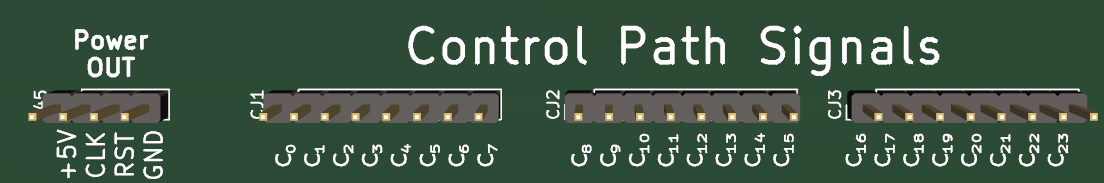 Power
OUT
Control Path Signals
CJ1
CJ2
CJ3
+5V
CLK
RST
GND
C0
C1
C2
C3
C4
C5
C6
C7
C8
C9
C10
C11
C12
C13
C14
C15
C16
C17
C18
C19
C20
C21
C22
C23